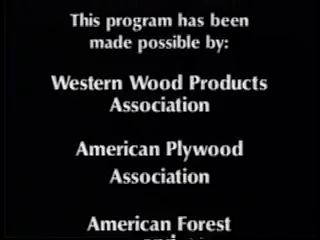 This program has been
made possible by:
Western Wood Products
Association
American Plywood
Association
American Forest